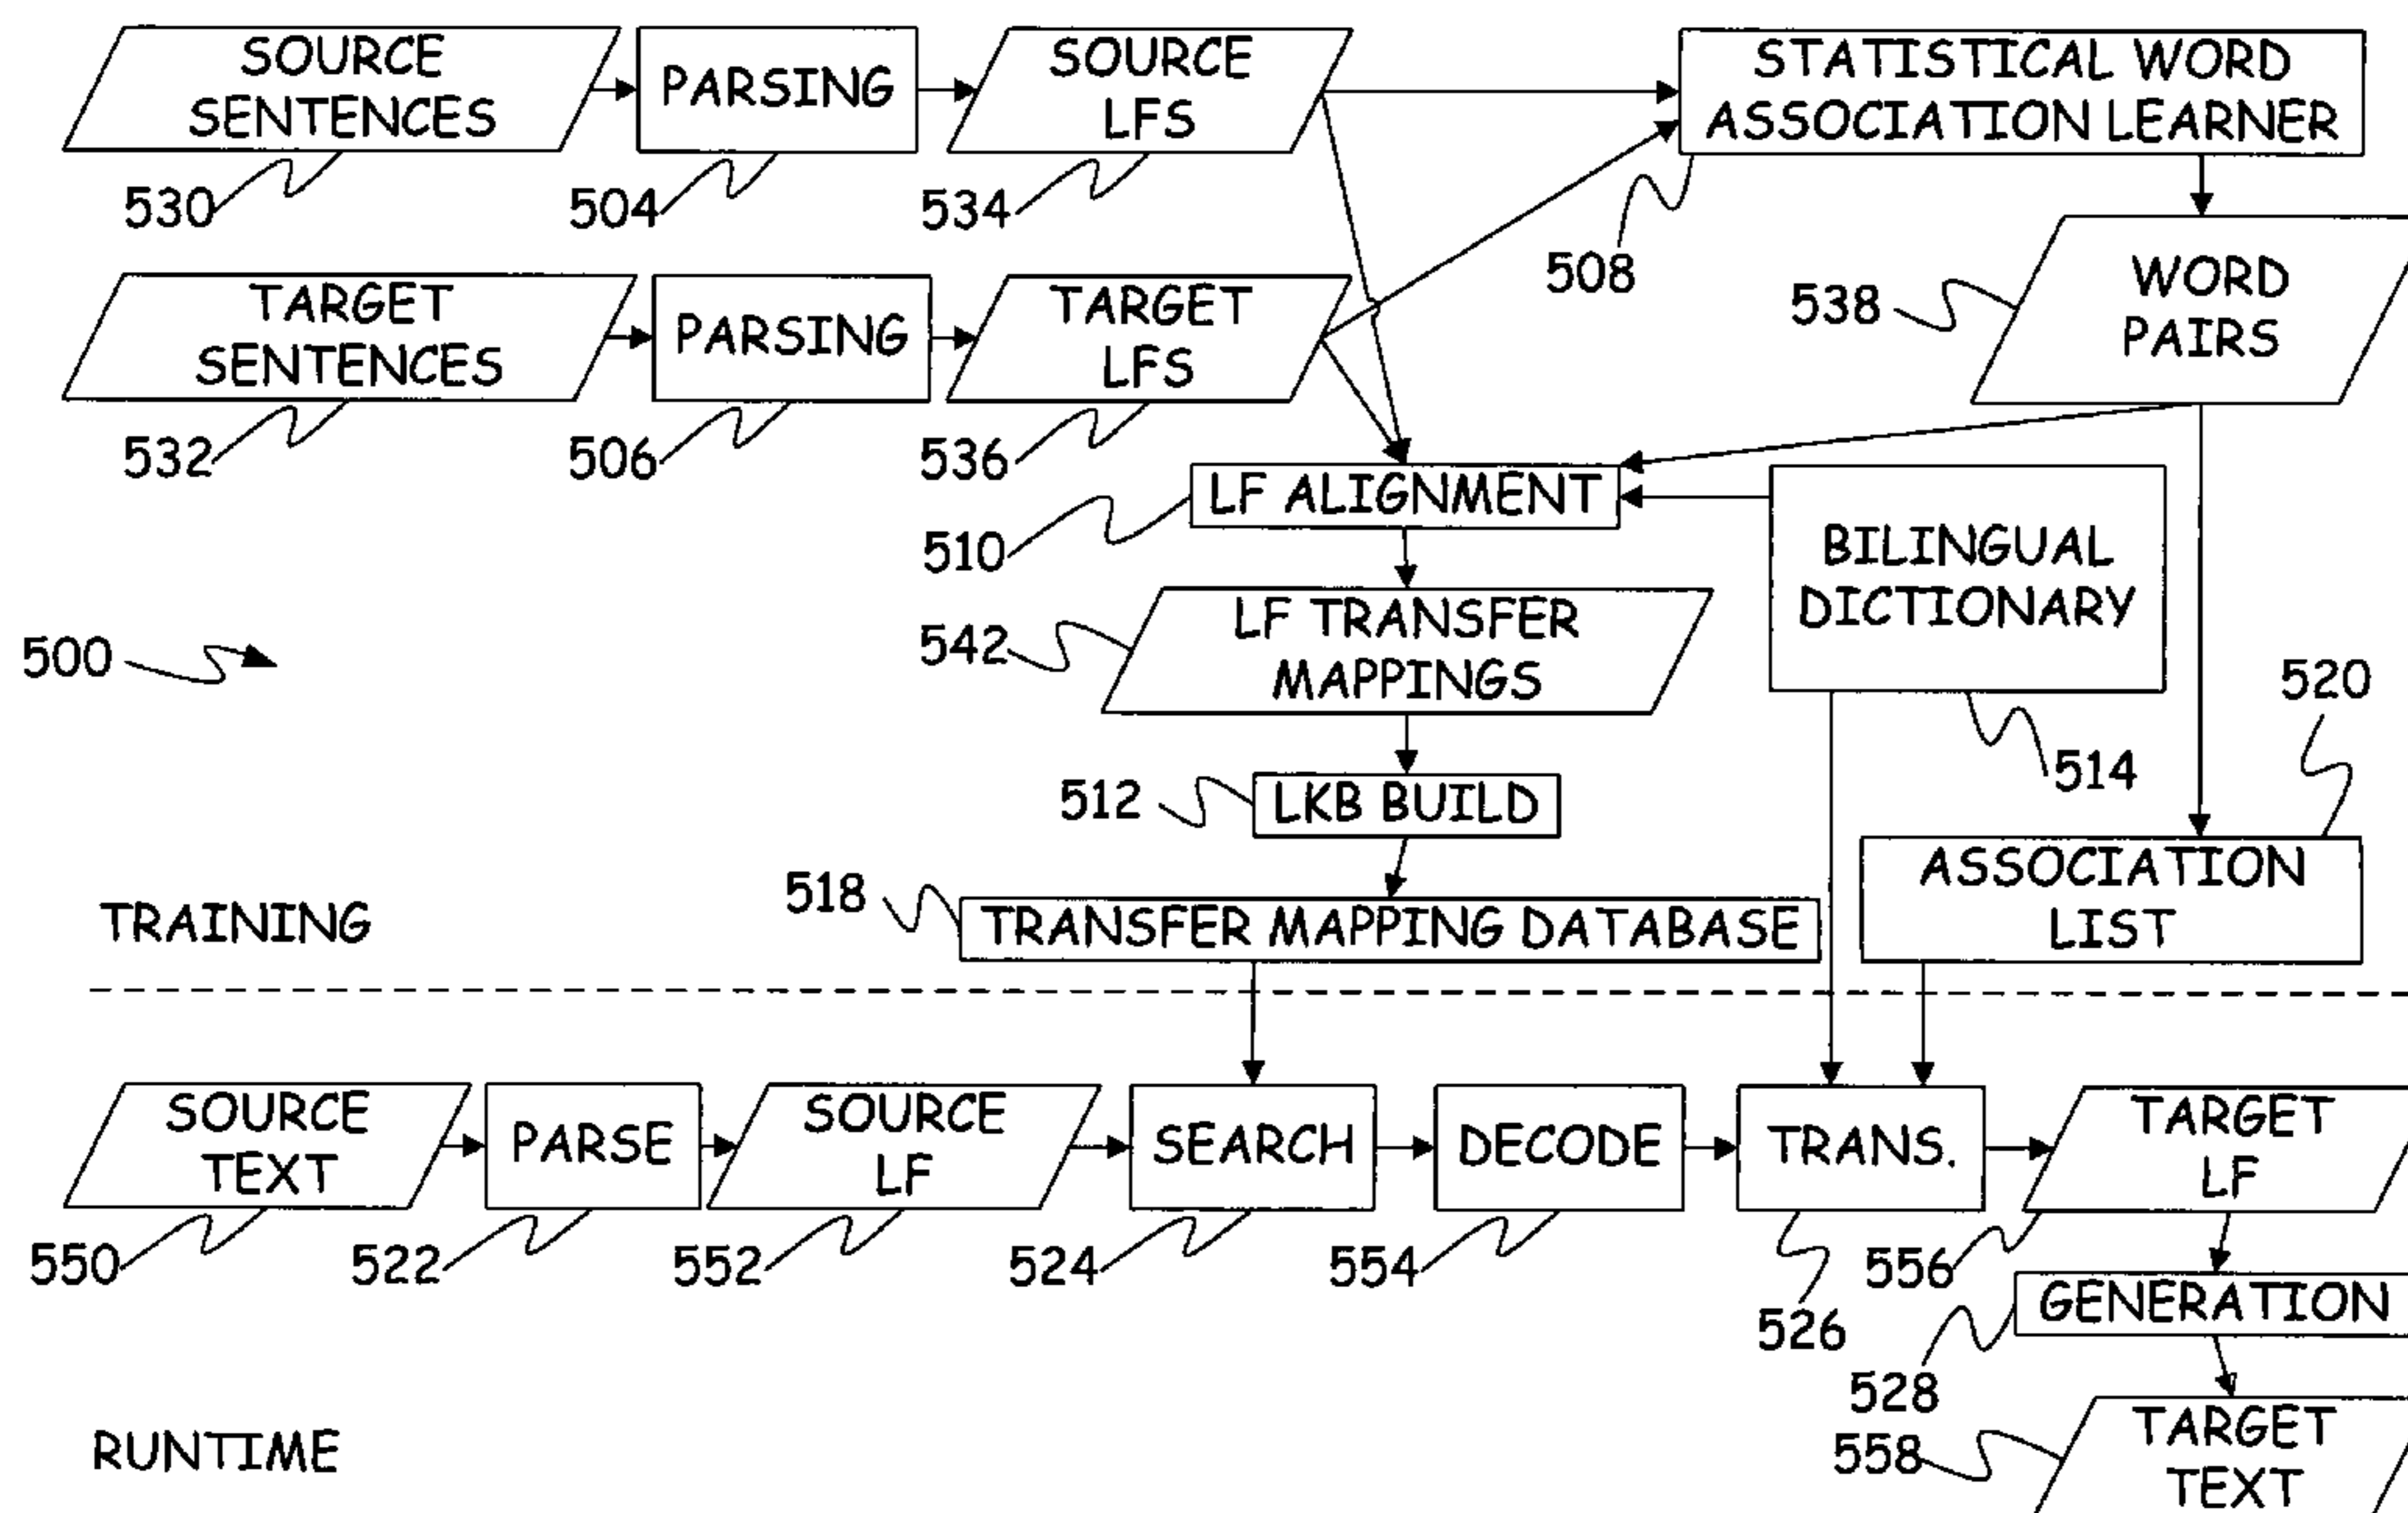 SOURCE
SENTENCES
PARSING
SOURCE
LFS
STATISTICAL WORD
ASSOCIATION LEARNER
530
504
534
508
TARGET
SENTENCES
PARSING
TARGET
LFS
538
WORD
PAIRS
532
506
536
LF ALIGNMENT
510
BILINGUAL
DICTIONARY
LF TRANSFER
MAPPINGS
542
500
520
514
512
LKB BUILD
518
TRANSFER MAPPING DATABASE
ASSOCIATION
LIST
TRAINING
SOURCE
TEXT
PARSE
SOURCE
LF
SEARCH
DECODE
TRANS.
TARGET
LF
550
522
552
524
554
526
556
GENERATION
528
RUNTIME
558
TARGET
TEXT